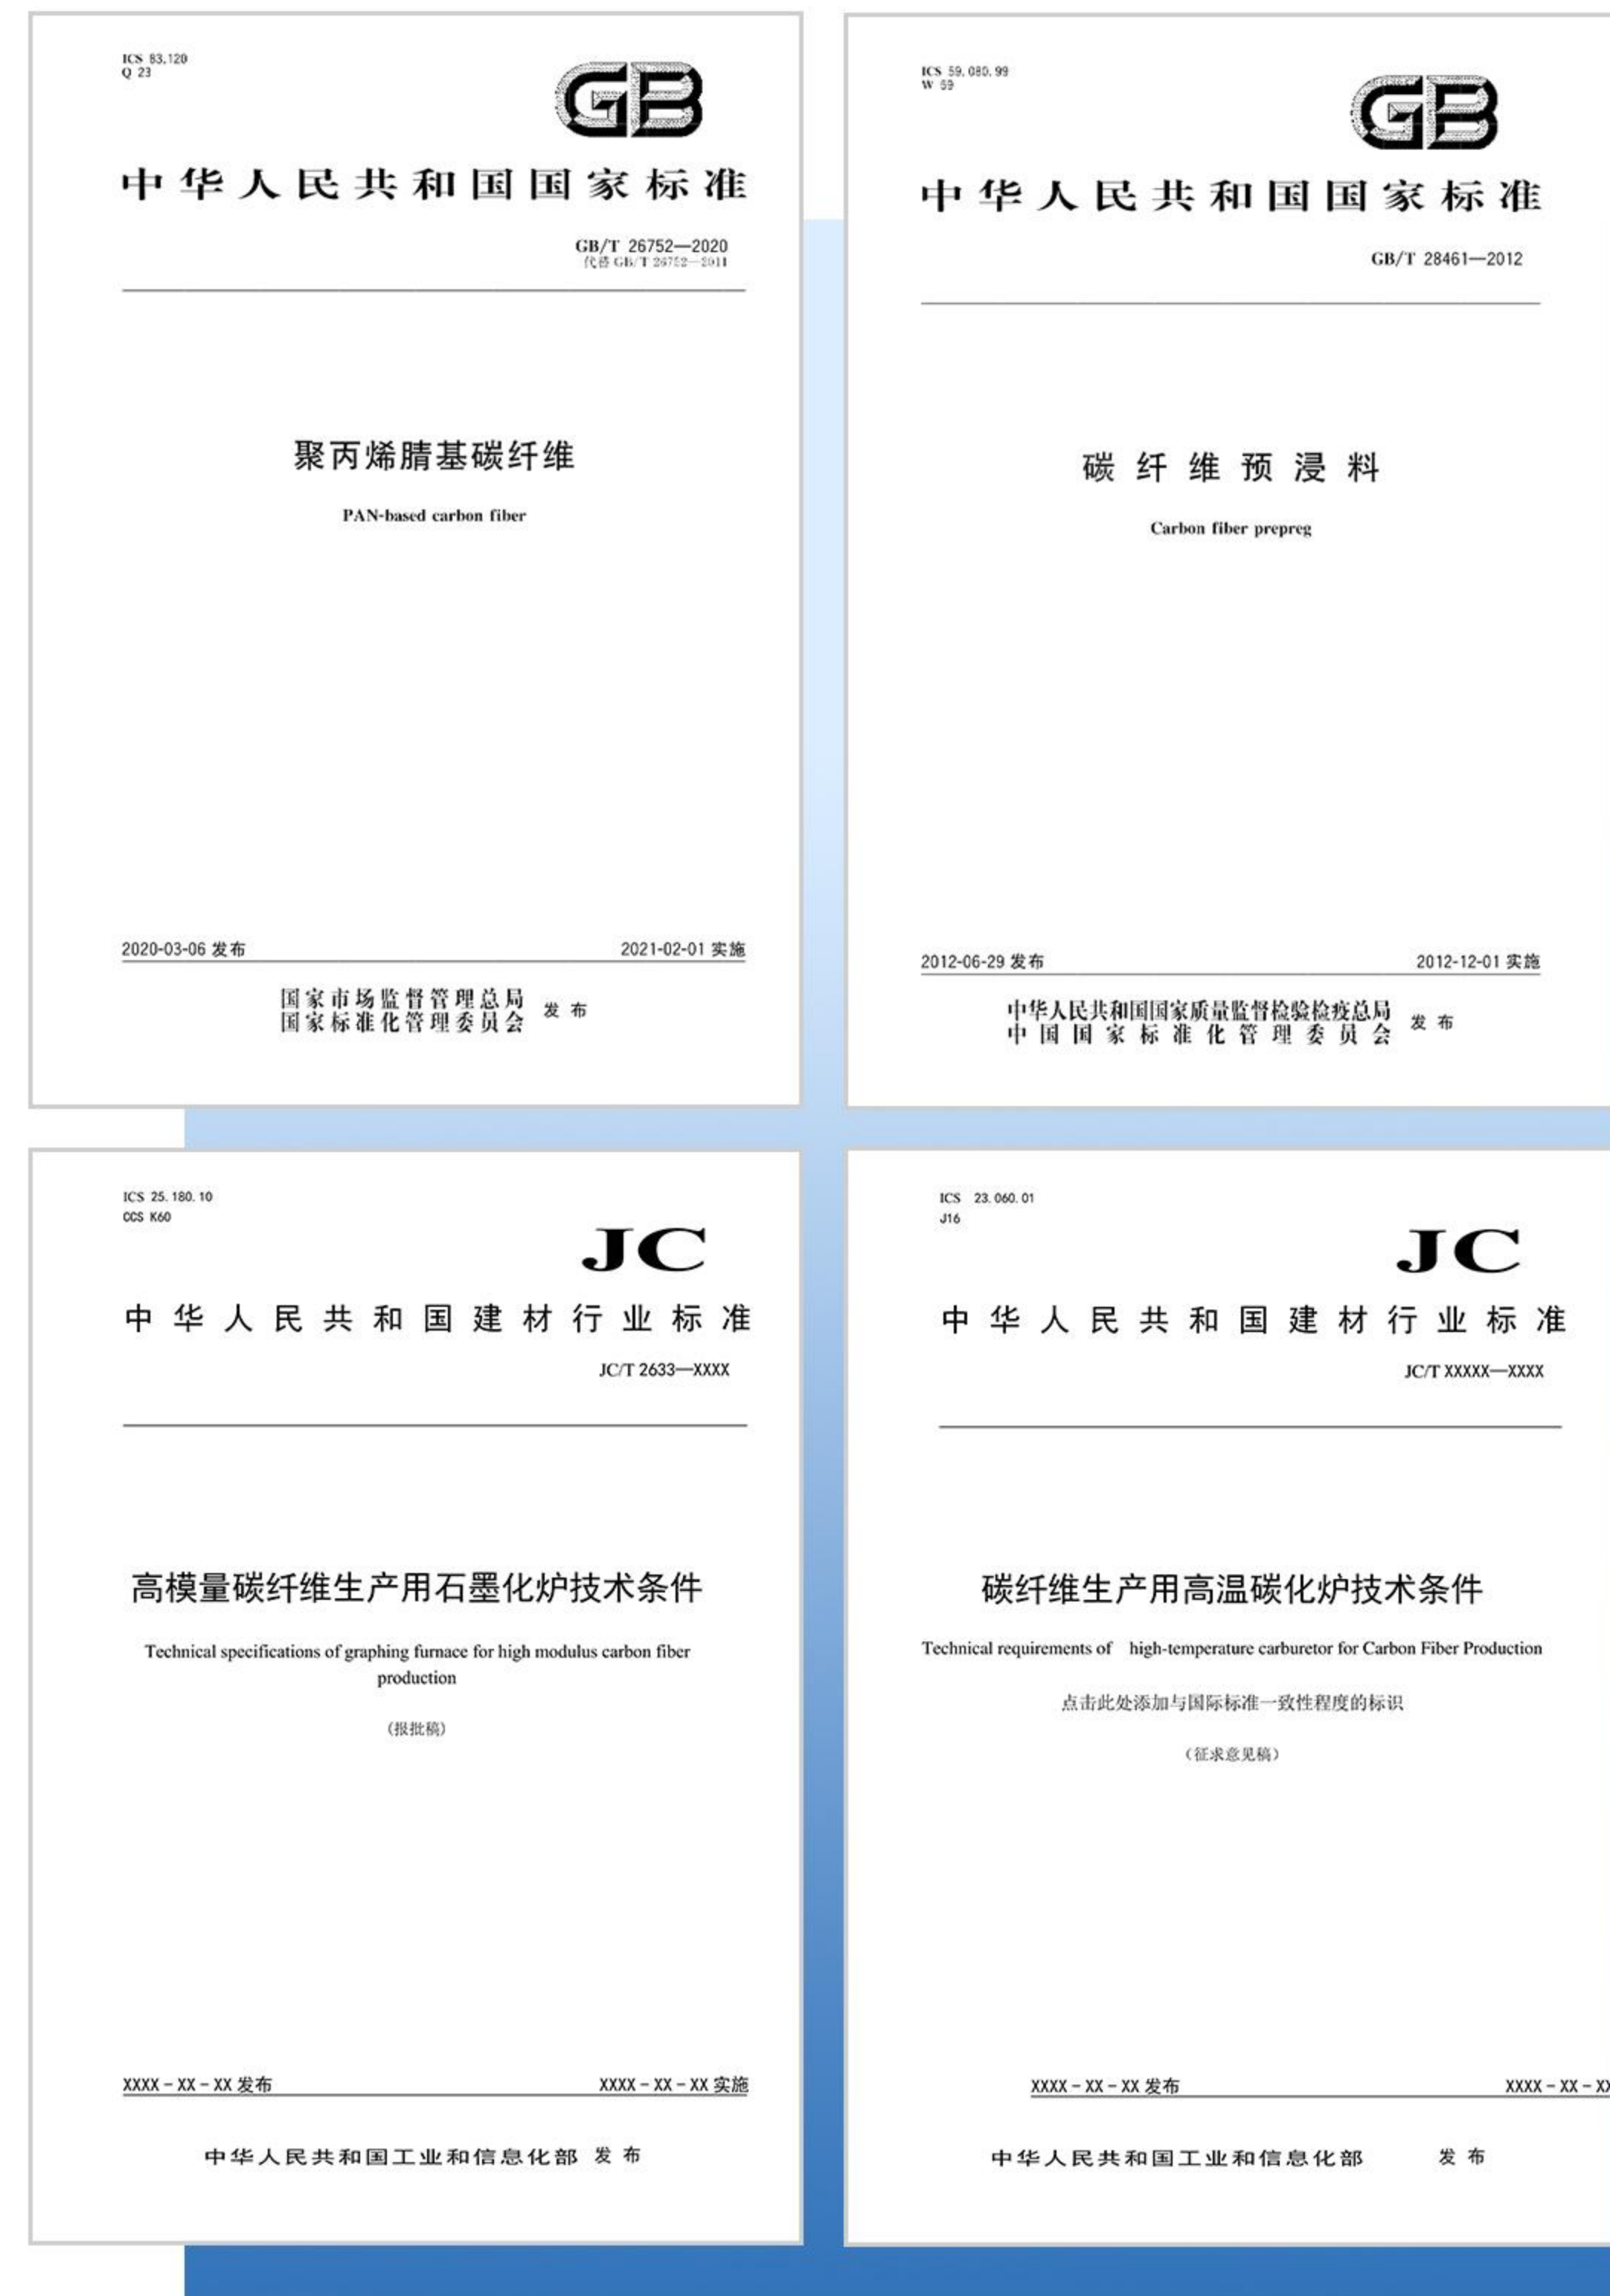 ICS 83.120
Q 23
GB
中华人民共和国国家标准
GB/T 26752—2020
代替 GB/T 26752—2011
聚丙烯腈基碳纤维
PAN-based carbon fiber
2020-03-06 发布
2021-02-01 实施
国家市场监督管理总局
国家标准化管理委员会
发布
ICS 59.080.99
W 59
GB
中华人民共和国国家标准
GB/T 28461—2012
碳纤维预浸料
Carbon fiber prepreg
2012-06-29 发布
2012-12-01 实施
中华人民共和国国家质量监督检验检疫总局
中国国家标准化管理委员会
发布
ICS 25.180.10
CCS K60
JC
中华人民共和国建材行业标准
JC/T 2633—XXXX
高模量碳纤维生产用石墨化炉技术条件
Technical specifications of graphing furnace for high modulus carbon fiber
production
（报批稿）
XXXX－XX－XX 发布
XXXX－XX－XX 实施
中华人民共和国工业和信息化部 发布
ICS 23.060.01
J16
JC
中华人民共和国建材行业标准
JC/T XXXXX—XXXX
碳纤维生产用高温碳化炉技术条件
Technical requirements of high-temperature carburetor for Carbon Fiber Production
点击此处添加与国际标准一致性程度的标识
（征求意见稿）
XXXX－XX－XX 发布
XXXX－XX－XX
中华人民共和国工业和信息化部 发布